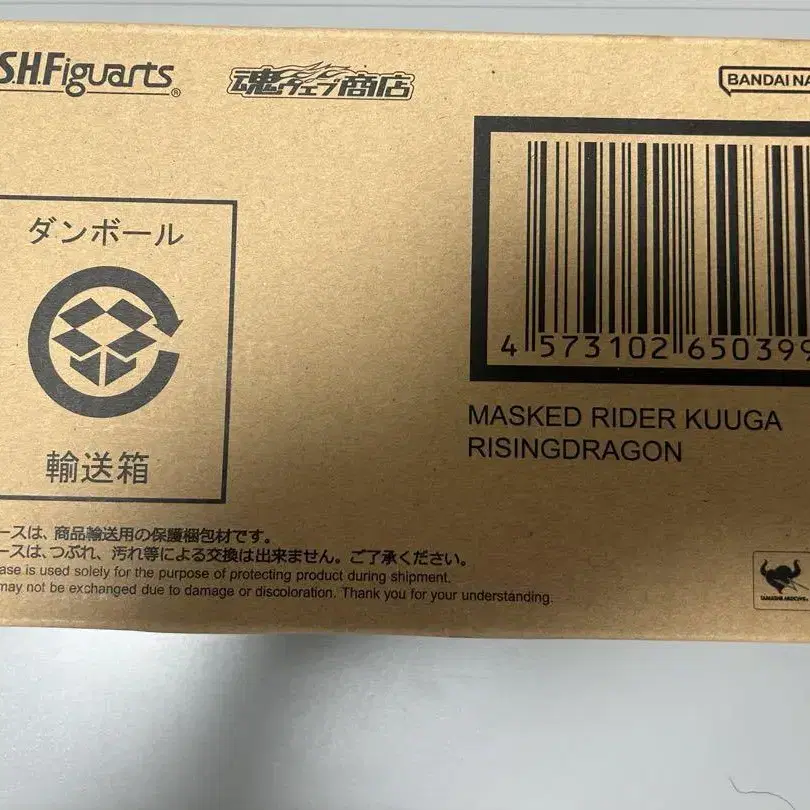 S.H.Figuarts®
魂ウェブ商店
BANDAI NA
ダンボール
輸送箱
4 573102 650399
MASKED RIDER KUUGA
RISINGDRAGON
ースは、商品輸送用の保護梱包材です。
ースは、つぶれ、汚れ等による交換は出来ません。ご了承ください。
ase is used solely for the purpose of protecting product during shipment.
may not be exchanged due to damage or discoloration. Thank you for your understanding.
TAMASHII NATIONS